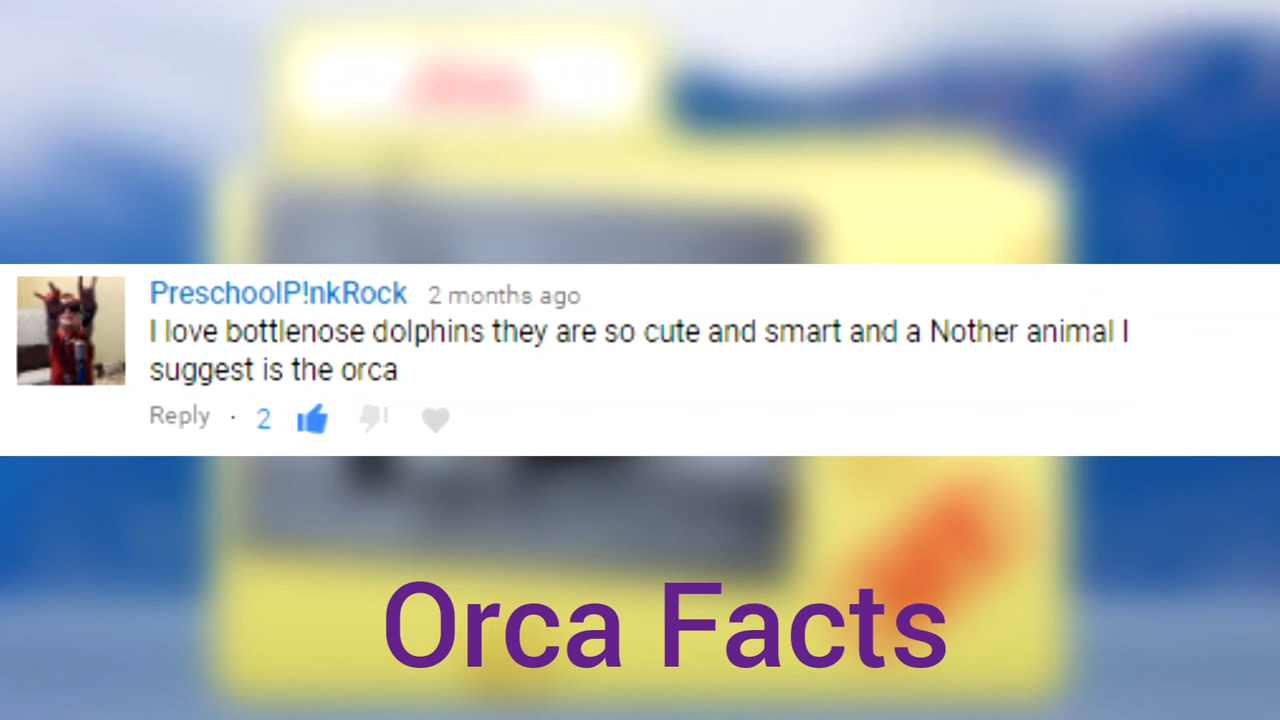 PreschoolP!nkRock 2 months ago
I love bottlenose dolphins they are so cute and smart and a Nother animal I
suggest is the orca
Reply · 2
Orca Facts